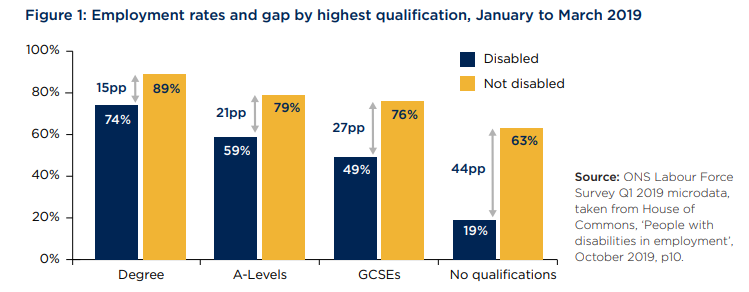 Figure 1: Employment rates and gap by highest qualification, January to March 2019
100%
80%
60%
40%
20%
0%
15pp
74%
89%
21pp
59%
79%
27pp
49%
76%
44pp
19%
63%
Disabled
Not disabled
Degree
A-Levels
GCSEs
No qualifications
Source: ONS Labour Force
Survey Q1 2019 microdata,
taken from House of
Commons, ‘People with
disabilities in employment’,
October 2019, p10.